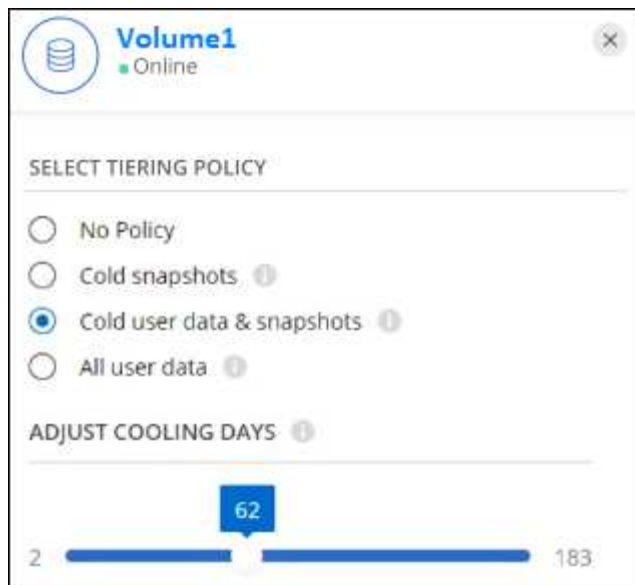 Volume1
Online
SELECT TIERING POLICY
No Policy
Cold snapshots
Cold user data & snapshots
All user data
ADJUST COOLING DAYS
62
2 183